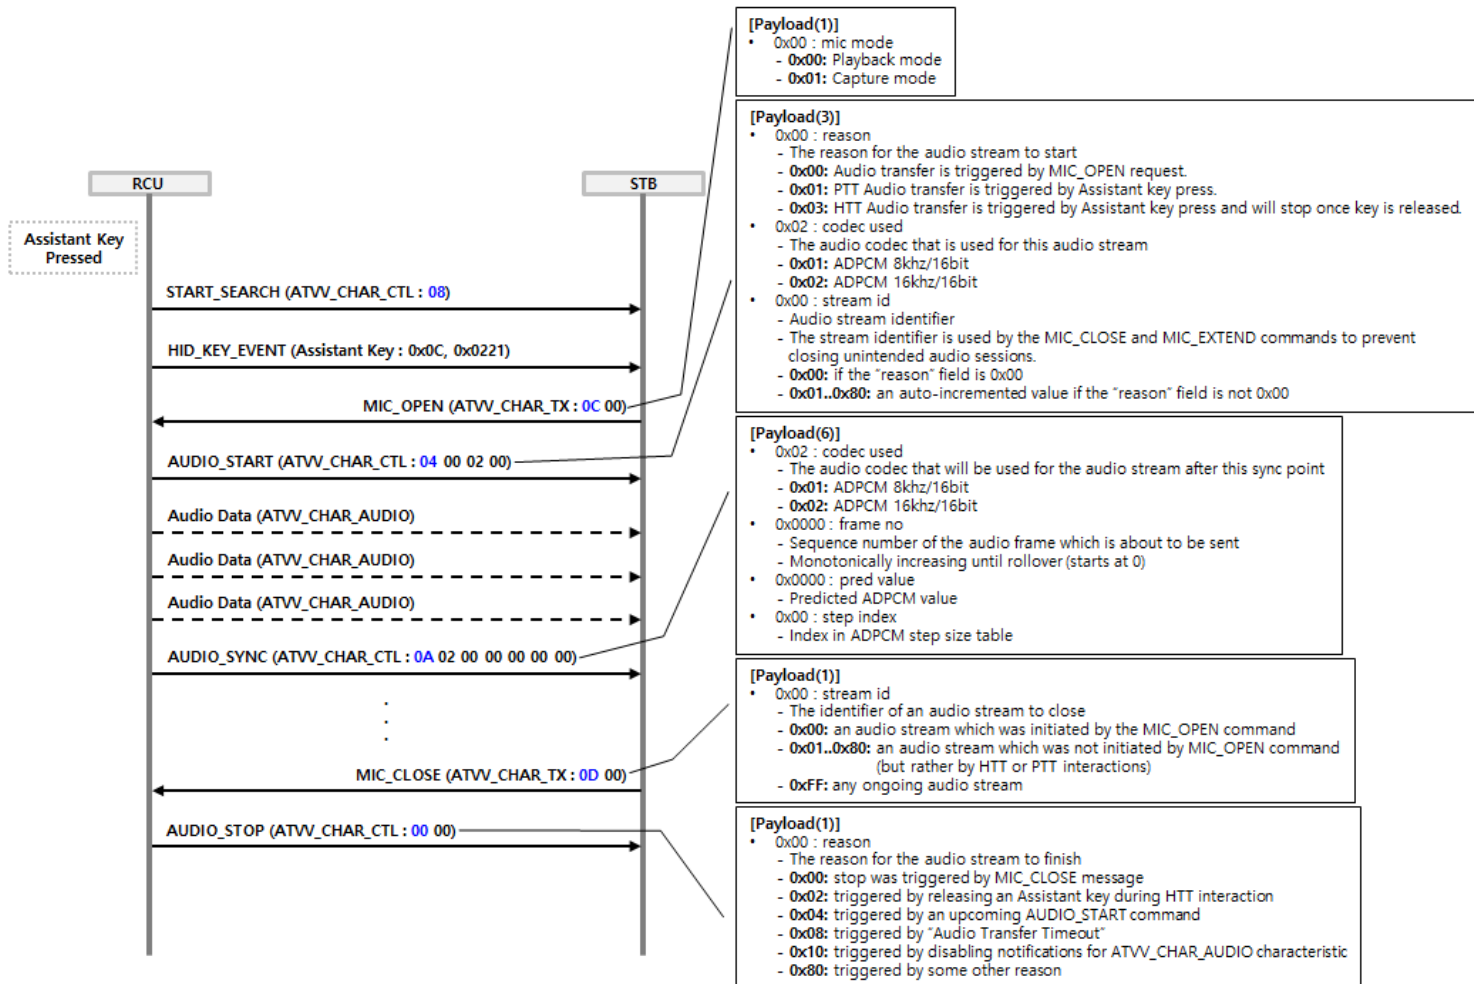 RCU
STB
Assistant Key
Pressed
START_SEARCH (ATVV_CHAR_CTL : 08)
HID_KEY_EVENT (Assistant Key : 0x0C, 0x0221)
MIC_OPEN (ATVV_CHAR_TX : 0C 00)
AUDIO_START (ATVV_CHAR_CTL : 04 00 02 00)
Audio Data (ATVV_CHAR_AUDIO)
Audio Data (ATVV_CHAR_AUDIO)
Audio Data (ATVV_CHAR_AUDIO)
AUDIO_SYNC (ATVV_CHAR_CTL : 0A 02 00 00 00 00 00)
.
.
.
MIC_CLOSE (ATVV_CHAR_TX : 0D 00)
AUDIO_STOP (ATVV_CHAR_CTL : 00 00)
[Payload(1)]
• 0x00 : mic mode
- 0x00: Playback mode
- 0x01: Capture mode
[Payload(3)]
• 0x00 : reason
- The reason for the audio stream to start
- 0x00: Audio transfer is triggered by MIC_OPEN request.
- 0x01: PTT Audio transfer is triggered by Assistant key press.
- 0x03: HTT Audio transfer is triggered by Assistant key press and will stop once key is released.
• 0x02 : codec used
- The audio codec that is used for this audio stream
- 0x01: ADPCM 8khz/16bit
- 0x02: ADPCM 16khz/16bit
• 0x00 : stream id
- Audio stream identifier
- The stream identifier is used by the MIC_CLOSE and MIC_EXTEND commands to prevent
closing unintended audio sessions.
- 0x00: if the "reason" field is 0x00
- 0x01..0x80: an auto-incremented value if the "reason" field is not 0x00
[Payload(6)]
• 0x02 : codec used
- The audio codec that will be used for the audio stream after this sync point
- 0x01: ADPCM 8khz/16bit
- 0x02: ADPCM 16khz/16bit
• 0x0000 : frame no
- Sequence number of the audio frame which is about to be sent
- Monotonically increasing until rollover (starts at 0)
• 0x0000 : pred value
- Predicted ADPCM value
• 0x00 : step index
- Index in ADPCM step size table
[Payload(1)]
• 0x00 : stream id
- The identifier of an audio stream to close
- 0x00: an audio stream which was initiated by the MIC_OPEN command
- 0x01..0x80: an audio stream which was not initiated by MIC_OPEN command
(but rather by HTT or PTT interactions)
- 0xFF: any ongoing audio stream
[Payload(1)]
• 0x00 : reason
- The reason for the audio stream to finish
- 0x00: stop was triggered by MIC_CLOSE message
- 0x02: triggered by releasing an Assistant key during HTT interaction
- 0x04: triggered by an upcoming AUDIO_START command
- 0x08: triggered by "Audio Transfer Timeout"
- 0x10: triggered by disabling notifications for ATVV_CHAR_AUDIO characteristic
- 0x80: triggered by some other reason